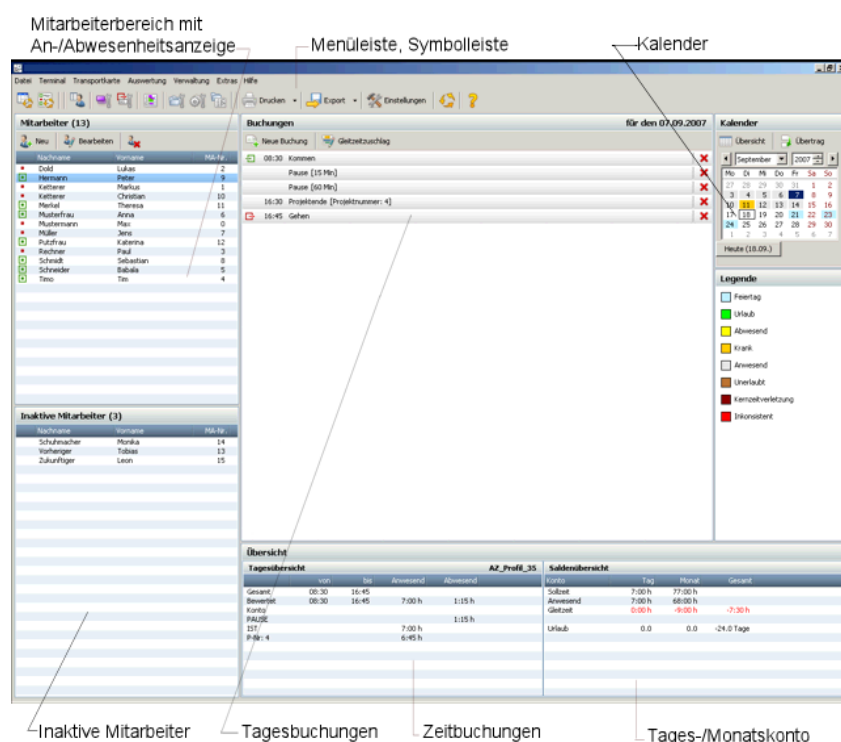 Mitarbeiterbereich mit
An-/Abwesenheitsanzeige
Menüleiste, Symbolleiste
Kalender
Datei Terminal Transportkarte Auswertung Verwaltung Extras Hilfe
Drucken Export Einstellungen
Mitarbeiter (13)
Neu Bearbeiten
Nachname Vorname MA-Nr.
Dold Lukas 2
Hermann Peter 9
Ketterer Markus 1
Ketterer Christian 10
Merkel Theresa 11
Musterfrau Anna 6
Mustermann Max 0
Müller Jens 7
Putzfrau Katerina 12
Rechner Paul 3
Schmidt Sebastian 8
Schneider Babala 5
Timo Tim 4
Inaktive Mitarbeiter (3)
Nachname Vorname MA-Nr.
Schuhmacher Monika 14
Vorheriger Tobias 13
Zukunftiger Leon 15
Buchungen für den 07.09.2007
Neue Buchung Gleitzeitzuschlag
08:30 Kommen
Pause [15 Min]
Pause [60 Min]
16:30 Projektende [Projektnummer: 4]
16:45 Gehen
Kalender
Übersicht Übertrag
September 2007
Mo Di Mi Do Fr Sa So
27 28 29 30 31 1 2
3 4 5 6 7 8 9
10 11 12 13 14 15 16
17 18 19 20 21 22 23
24 25 26 27 28 29 30
1 2 3 4 5 6 7
Heute (18.09.)
Legende
Feiertag
Urlaub
Abwesend
Krank
Anwesend
Unerlaubt
Kernzeitverletzung
Inkonsistent
Übersicht
Tagesübersicht AZ_Profil_35
von bis Anwesend Abwesend
Gesamt 08:30 16:45
Bewertet 08:30 16:45 7:00 h 1:15 h
Konto
PAUSE 1:15 h
IST 7:00 h
P-Nr: 4 6:45 h
Saldenübersicht
Konto Tag Monat Gesamt
Sollzeit 7:00 h 77:00 h
Anwesend 7:00 h 68:00 h
Gleitzeit 0:00 h -9:00 h -7:30 h
Urlaub 0.0 0.0 -24.0 Tage
Inaktive Mitarbeiter
Tagesbuchungen
Zeitbuchungen
Tages-/Monatskonto